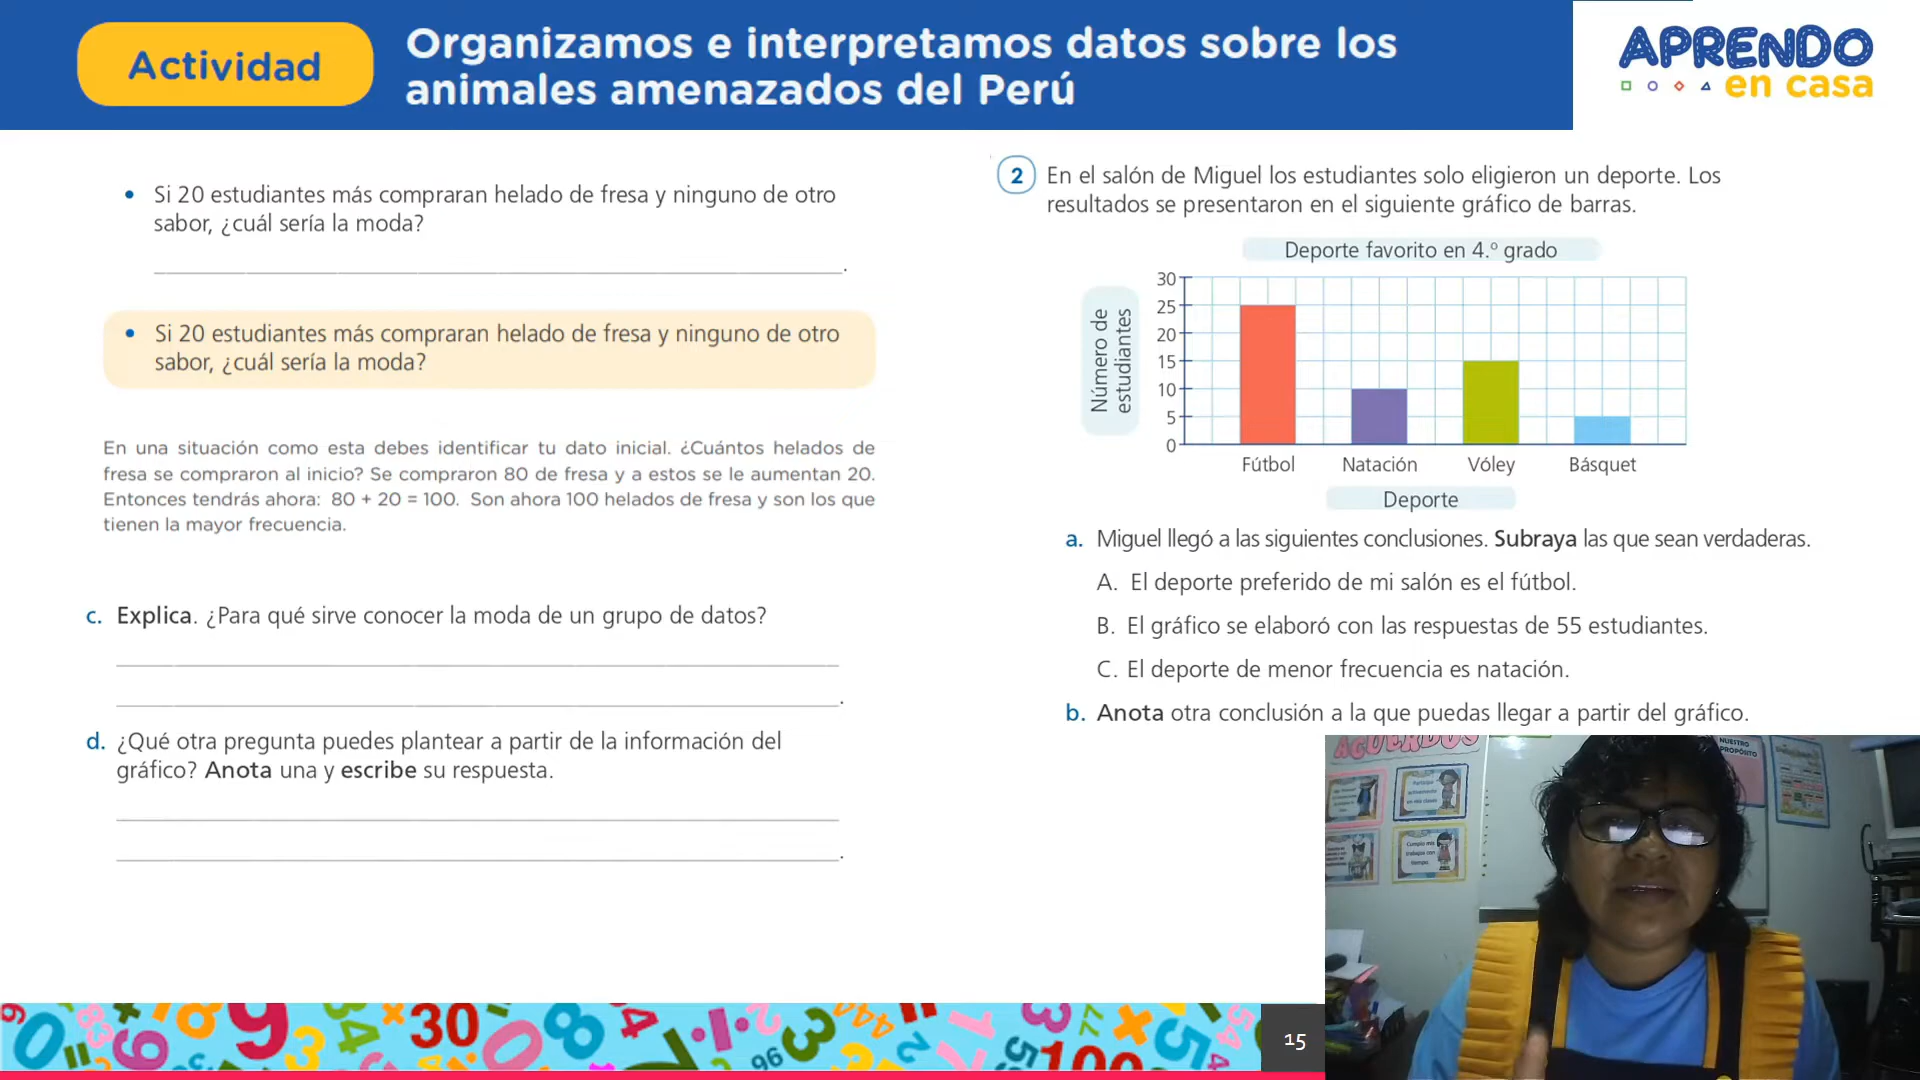 Actividad
Organizamos e interpretamos datos sobre los
animales amenazados del Perú
APRENDO
en casa
• Si 20 estudiantes más compraran helado de fresa y ninguno de otro
sabor, ¿cuál sería la moda?
• Si 20 estudiantes más compraran helado de fresa y ninguno de otro
sabor, ¿cuál sería la moda?
En una situación como esta debes identificar tu dato inicial. ¿Cuántos helados de
fresa se compraron al inicio? Se compraron 80 de fresa y a estos se le aumentan 20.
Entonces tendrás ahora: 80 + 20 = 100. Son ahora 100 helados de fresa y son los que
tienen la mayor frecuencia.
c. Explica. ¿Para qué sirve conocer la moda de un grupo de datos?
d. ¿Qué otra pregunta puedes plantear a partir de la información del
gráfico? Anota una y escribe su respuesta.
2 En el salón de Miguel los estudiantes solo eligieron un deporte. Los
resultados se presentaron en el siguiente gráfico de barras.
Deporte favorito en 4.º grado
Número de
estudiantes
30
25
20
15
10
5
0
Fútbol Natación Vóley Básquet
Deporte
a. Miguel llegó a las siguientes conclusiones. Subraya las que sean verdaderas.
A. El deporte preferido de mi salón es el fútbol.
B. El gráfico se elaboró con las respuestas de 55 estudiantes.
C. El deporte de menor frecuencia es natación.
b. Anota otra conclusión a la que puedas llegar a partir del gráfico.
ACUERDOS
NUESTRO
PROPÓSITO
15